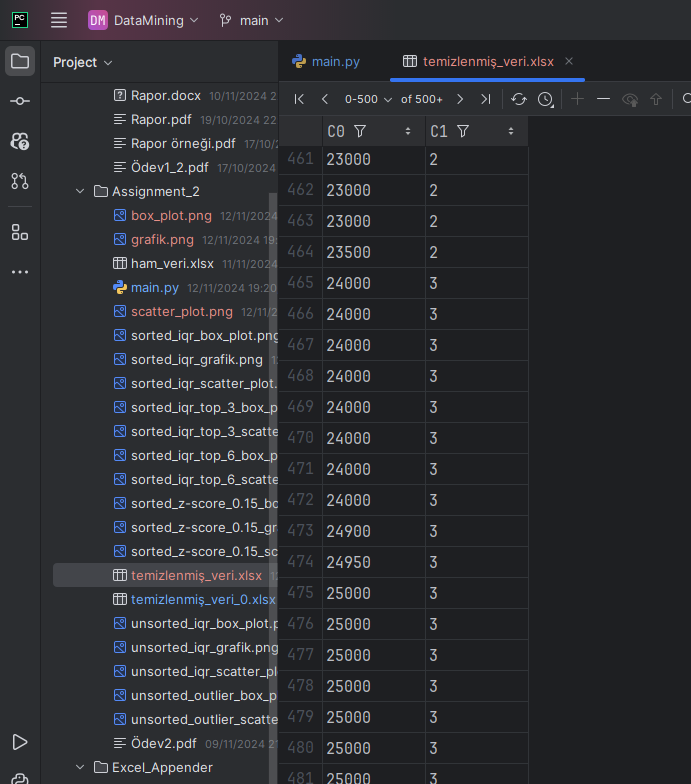 PC DM DataMining main
Project
main.py temizlenmiş_veri.xlsx
Rapor.docx 10/11/2024 2
Rapor.pdf 19/10/2024 22
Rapor örneği.pdf 17/10/
Ödev1_2.pdf 17/10/2024
Assignment_2
box_plot.png 12/11/2024
grafik.png 12/11/2024 19:
ham_veri.xlsx 11/11/2024
main.py 12/11/2024 19:20
scatter_plot.png 12/11/2
sorted_iqr_box_plot.png
sorted_iqr_grafik.png
sorted_iqr_scatter_plot.
sorted_iqr_top_3_box_p
sorted_iqr_top_3_scatte
sorted_iqr_top_6_box_p
sorted_iqr_top_6_scatte
sorted_z-score_0.15_bo
sorted_z-score_0.15_gr
sorted_z-score_0.15_sc
temizlenmiş_veri.xlsx
temizlenmiş_veri_0.xlsx
unsorted_iqr_box_plot.p
unsorted_iqr_grafik.png
unsorted_iqr_scatter_pl
unsorted_outlier_box_p
unsorted_outlier_scatte
Ödev2.pdf 09/11/2024 2
Excel_Appender
0-500 of 500+
C0 C1
461 23000 2
462 23000 2
463 23000 2
464 23500 2
465 24000 3
466 24000 3
467 24000 3
468 24000 3
469 24000 3
470 24000 3
471 24000 3
472 24000 3
473 24900 3
474 24950 3
475 25000 3
476 25000 3
477 25000 3
478 25000 3
479 25000 3
480 25000 3
481 25000 3